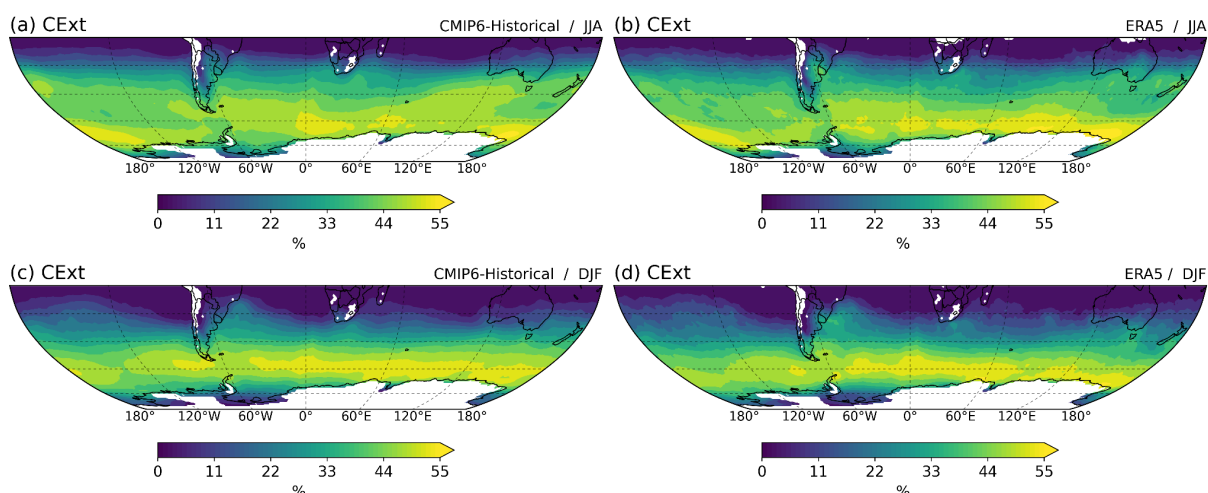 (a) CExt CMIP6-Historical / JJA
(b) CExt ERA5 / JJA
180° 120°W 60°W 0° 60°E 120°E 180°
180° 120°W 60°W 0° 60°E 120°E 180°
0 11 22 33 44 55
0 11 22 33 44 55
%
%
(c) CExt CMIP6-Historical / DJF
(d) CExt ERA5 / DJF
180° 120°W 60°W 0° 60°E 120°E 180°
180° 120°W 60°W 0° 60°E 120°E 180°
0 11 22 33 44 55
0 11 22 33 44 55
%
%